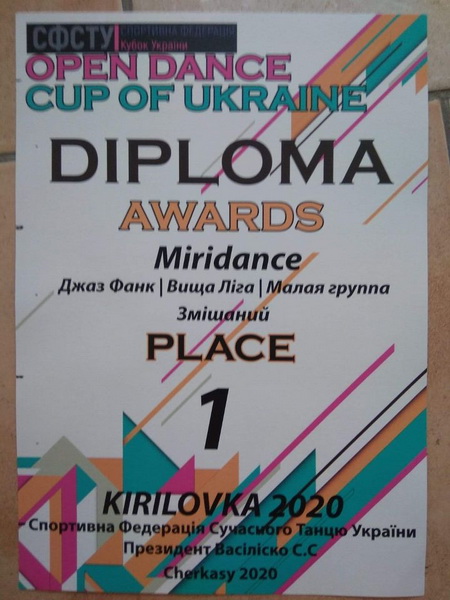 СФСТУ
СПОРТИВНА ФЕДЕРАЦІЯ
Кубок України
OPEN DANCE
CUP OF UKRAINE
DIPLOMA
AWARDS
Miridance
Джаз Фанк | Вища Ліга | Малая группа
Змішаний
PLACE
1
KIRILOVKA 2020
Спортивна Федерація Сучасного Танцю України
Президент Васіліско С.С
Cherkasy 2020